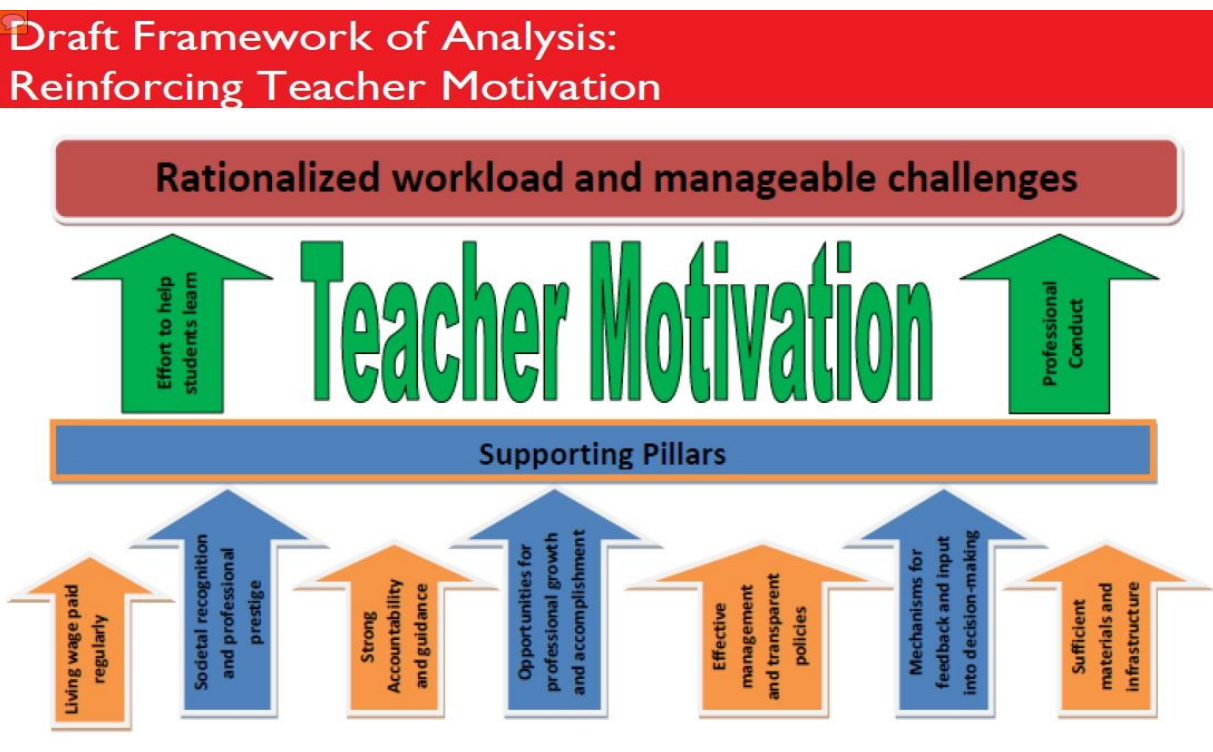 Draft Framework of Analysis:
Reinforcing Teacher Motivation
Rationalized workload and manageable challenges
Effort to help
students learn
Teacher Motivation
Professional
Conduct
Supporting Pillars
Living wage paid
regularly
Societal recognition
and professional
prestige
Strong
Accountability
and guidance
Opportunities for
professional growth
and accomplishment
Effective
management
and transparent
policies
Mechanisms for
feedback and input
into decision-making
Sufficient
materials and
infrastructure